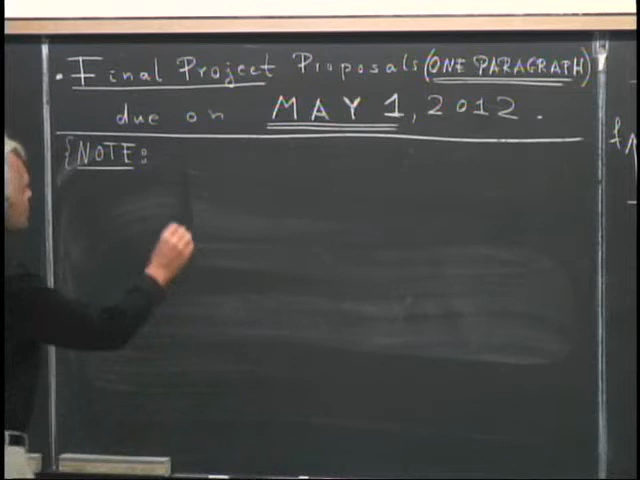 . Final Project Proposals (ONE PARAGRAPH)
due on MAY 1, 2012.
{NOTE: